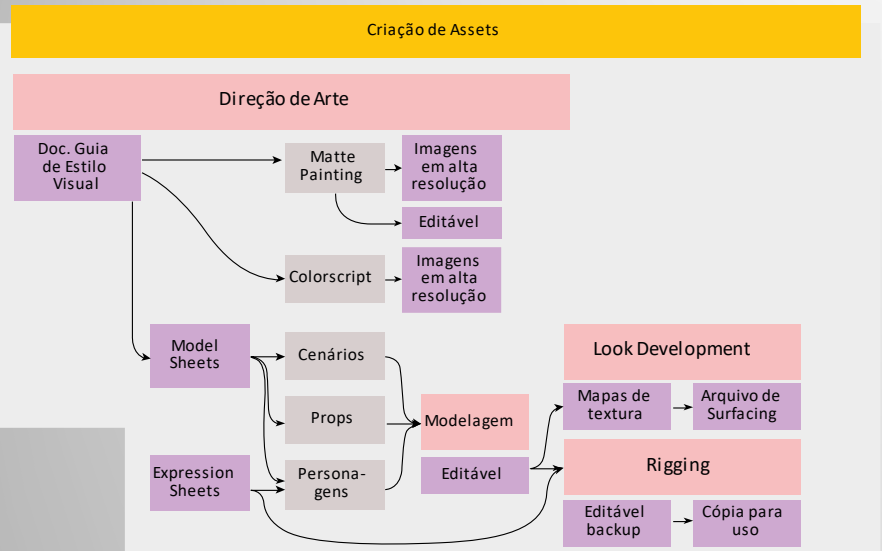 Criação de Assets
Direção de Arte
Doc. Guia
de Estilo
Visual
Matte
Painting
Imagens
em alta
resolução
Editável
Colorscript
Imagens
em alta
resolução
Model
Sheets
Cenários
Props
Expression
Sheets
Persona-
gens
Modelagem
Editável
Look Development
Mapas de
textura
Arquivo de
Surfacing
Rigging
Editável
backup
Cópia para
uso